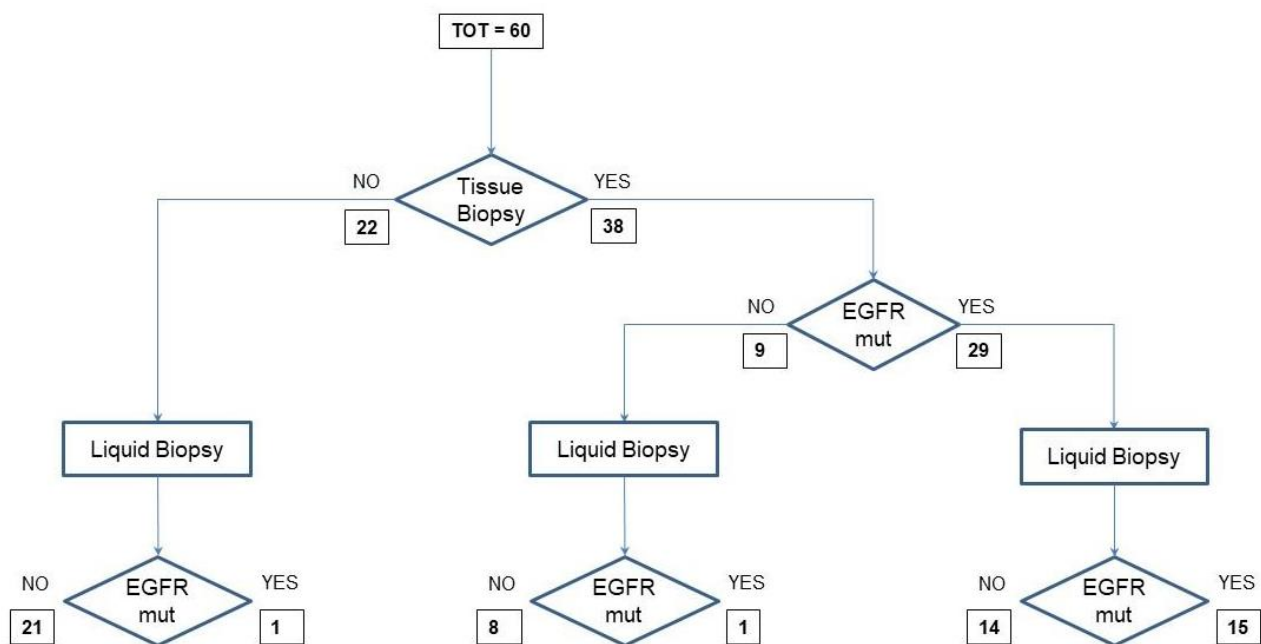 TOT = 60
NO
Tissue
Biopsy
YES
22
38
NO
EGFR
mut
YES
9
29
Liquid Biopsy
Liquid Biopsy
Liquid Biopsy
NO
EGFR
mut
YES
21
1
NO
EGFR
mut
YES
8
1
NO
EGFR
mut
YES
14
15